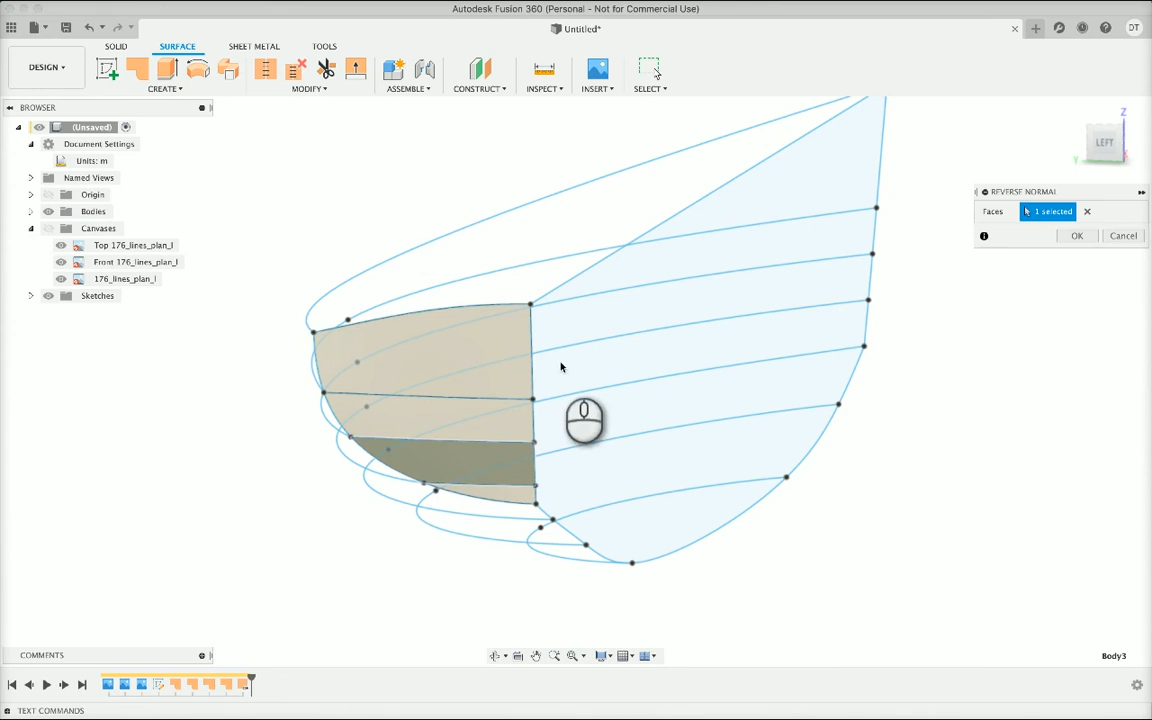 Autodesk Fusion 360 (Personal - Not for Commercial Use)
Untitled*
DT
SOLID SURFACE SHEET METAL TOOLS
DESIGN
CREATE MODIFY ASSEMBLE CONSTRUCT INSPECT INSERT SELECT
BROWSER
(Unsaved)
Document Settings
Units: m
Named Views
Origin
Bodies
Canvases
Top 176_lines_plan_l
Front 176_lines_plan_l
176_lines_plan_l
Sketches
Z
LEFT
Y X
REVERSE NORMAL
Faces 1 selected
OK Cancel
COMMENTS
Body3
TEXT COMMANDS